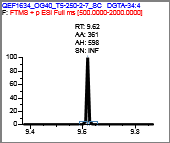 QEF1634_OG40_T5-250-2-7_SC DGTA-34:4
F: FTMS + p ESI Full ms [500.0000-2000.0000]
RT: 9.62
AA: 361
AH: 598
SN: INF
100
80
60
40
20
0
9.4
9.6
9.8